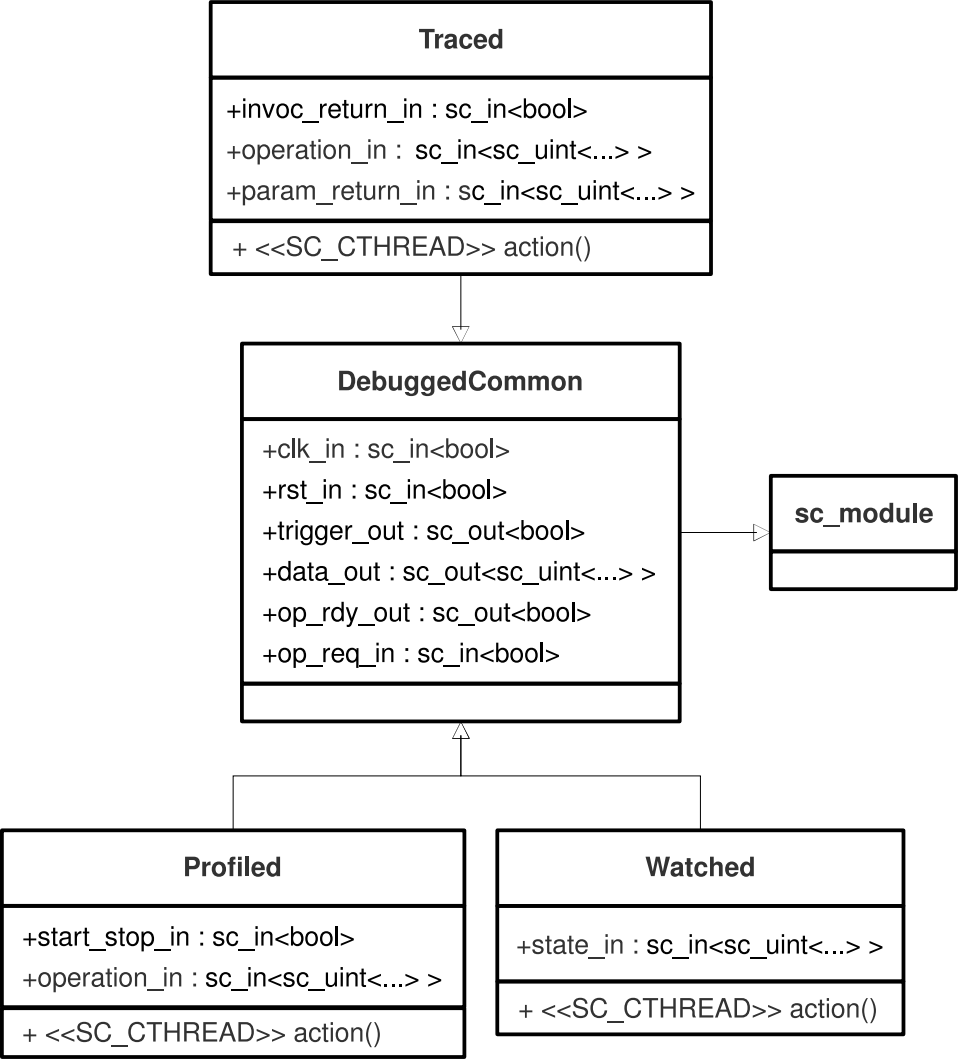 Traced
+invoc_return_in : sc_in<bool>
+operation_in : sc_in<sc_uint<...> >
+param_return_in : sc_in<sc_uint<...> >
+ <<SC_CTHREAD>> action()
DebuggedCommon
+clk_in : sc_in<bool>
+rst_in : sc_in<bool>
+trigger_out : sc_out<bool>
+data_out : sc_out<sc_uint<...> >
+op_rdy_out : sc_out<bool>
+op_req_in : sc_in<bool>
sc_module
Profiled
+start_stop_in : sc_in<bool>
+operation_in : sc_in<sc_uint<...> >
+ <<SC_CTHREAD>> action()
Watched
+state_in : sc_in<sc_uint<...> >
+ <<SC_CTHREAD>> action()